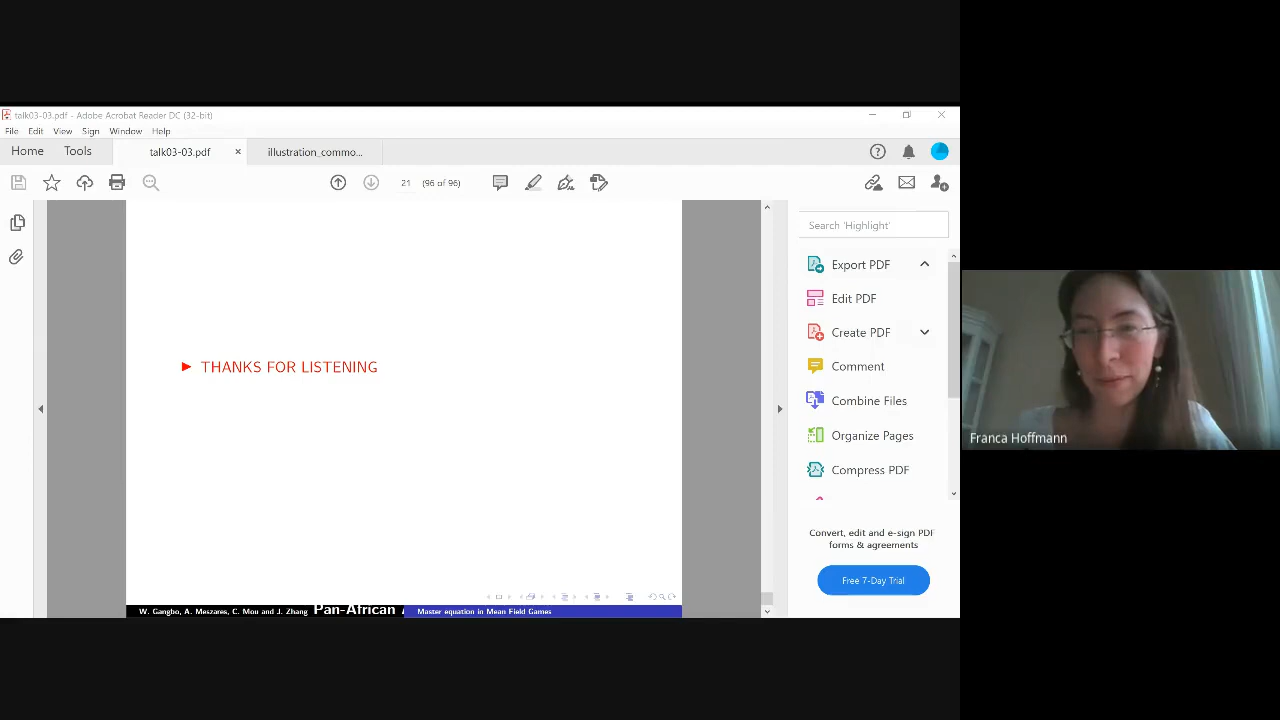 talk03-03.pdf - Adobe Acrobat Reader DC (32-bit)
File Edit View Sign Window Help
Home Tools talk03-03.pdf × illustration_commo...
21 (96 of 96)
Search 'Highlight'
Export PDF
Edit PDF
Create PDF
Comment
Combine Files
Organize Pages
Compress PDF
Convert, edit and e-sign PDF
forms & agreements
Free 7-Day Trial
THANKS FOR LISTENING
W. Gangbo, A. Meszares, C. Mou and J. Zhang Pan-African Master equation in Mean Field Games
Franca Hoffmann